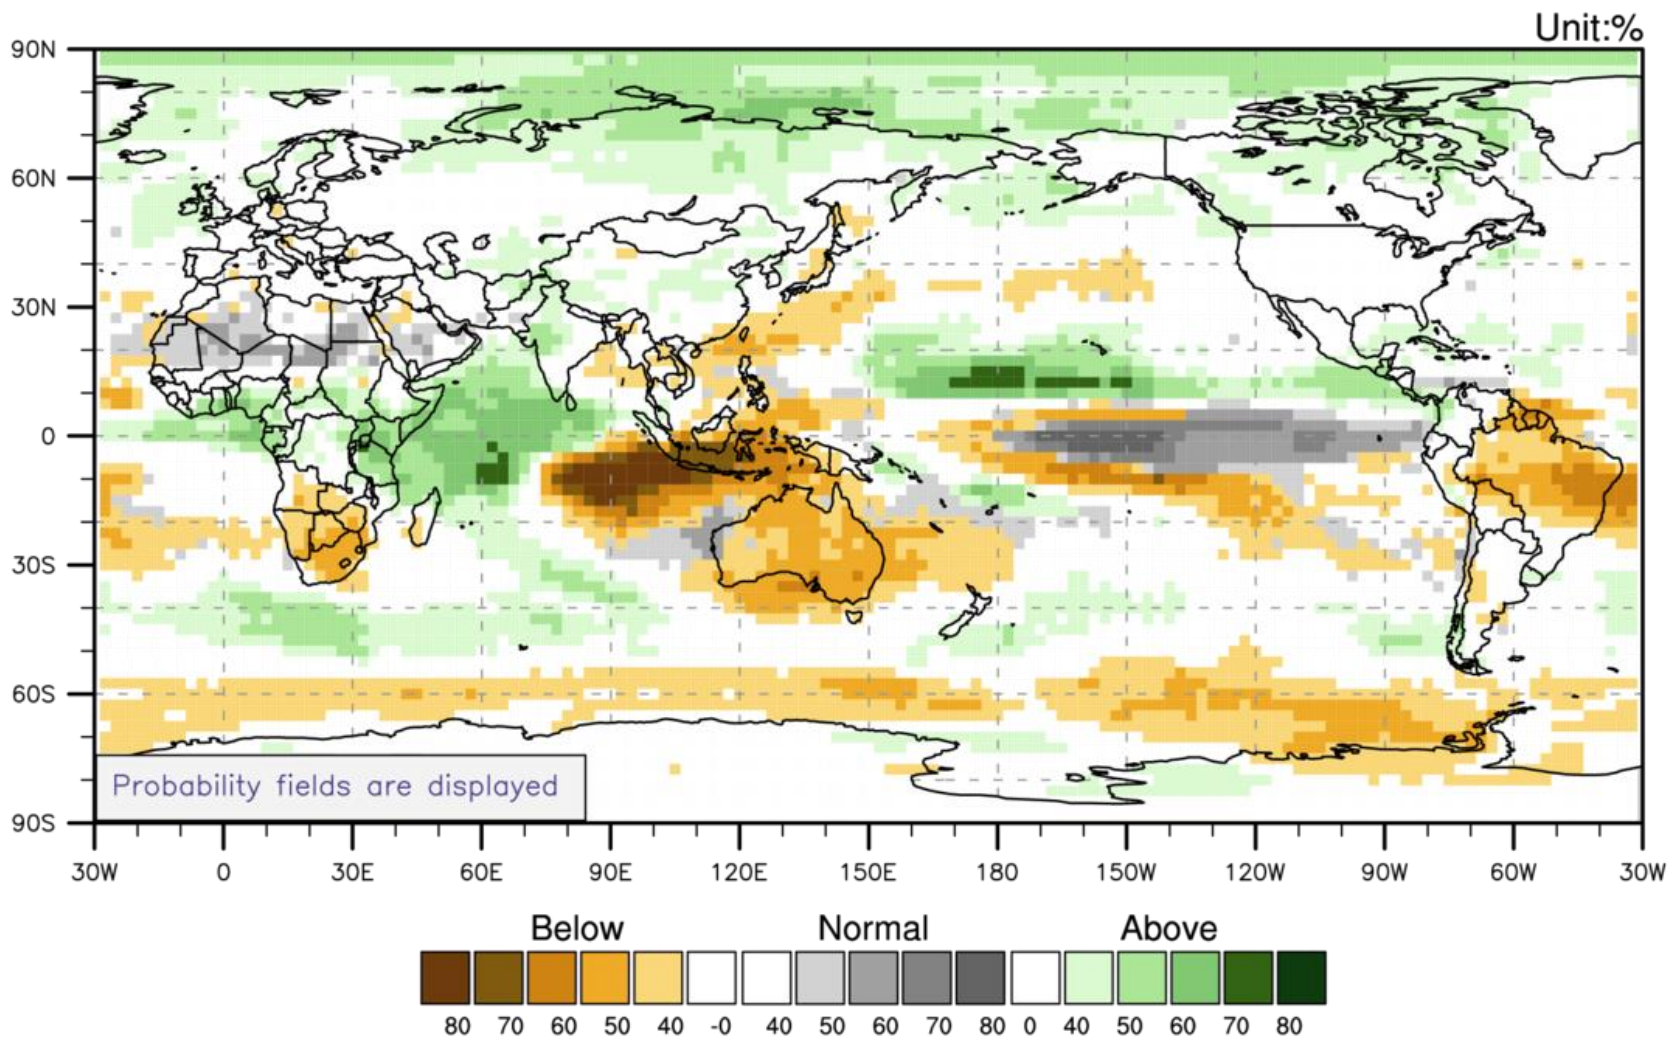 Unit:%
90N
60N
30N
0
30S
60S
90S
Probability fields are displayed
30W 0 30E 60E 90E 120E 150E 180 150W 120W 90W 60W 30W
Below Normal Above
80 70 60 50 40 -0 40 50 60 70 80 0 40 50 60 70 80